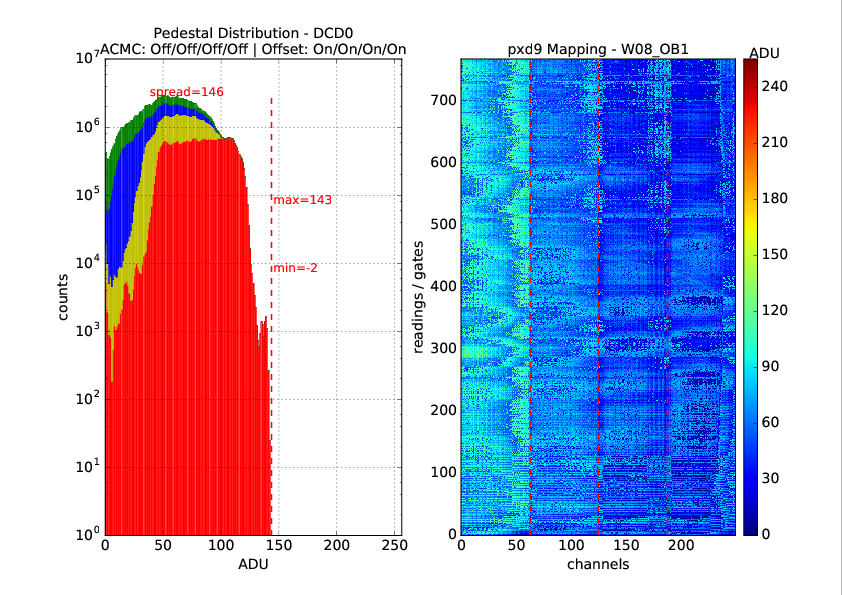 Pedestal Distribution - DCD0
ACMC: Off/Off/Off/Off | Offset: On/On/On/On
10^7
10^6
10^5
10^4
10^3
10^2
10^1
10^0
counts
spread=146
max=143
min=-2
0 50 100 150 200 250
ADU
pxd9 Mapping - W08_OB1
700
600
500
400
300
200
100
0
readings / gates
0 50 100 150 200
channels
ADU
240
210
180
150
120
90
60
30
0